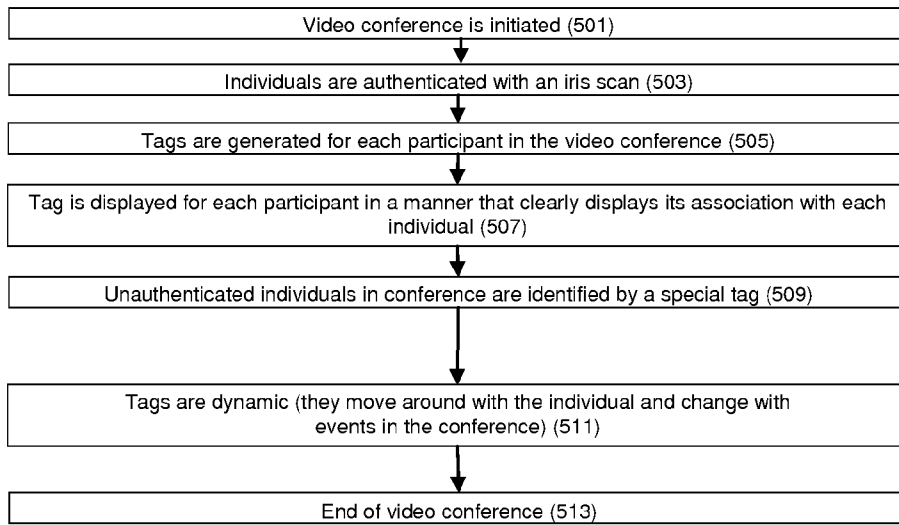 Video conference is initiated (501)
Individuals are authenticated with an iris scan (503)
Tags are generated for each participant in the video conference (505)
Tag is displayed for each participant in a manner that clearly displays its association with each
individual (507)
Unauthenticated individuals in conference are identified by a special tag (509)
Tags are dynamic (they move around with the individual and change with
events in the conference) (511)
End of video conference (513)